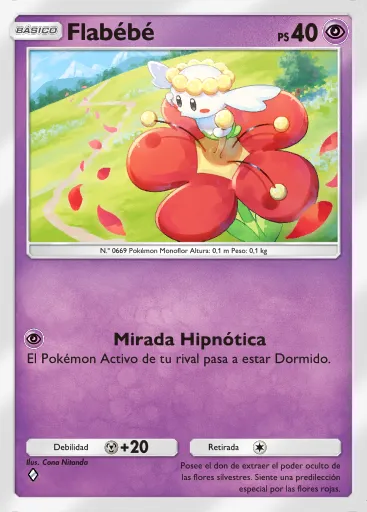 BÁSICO Flabébé PS 40
N.º 0669 Pokémon Monoflor Altura: 0,1 m Peso: 0,1 kg
Mirada Hipnótica
El Pokémon Activo de tu rival pasa a estar Dormido.
Debilidad +20 Retirada
Ilus. Cona Nitanda
Posee el don de extraer el poder oculto de
las flores silvestres. Siente una predilección
especial por las flores rojas.